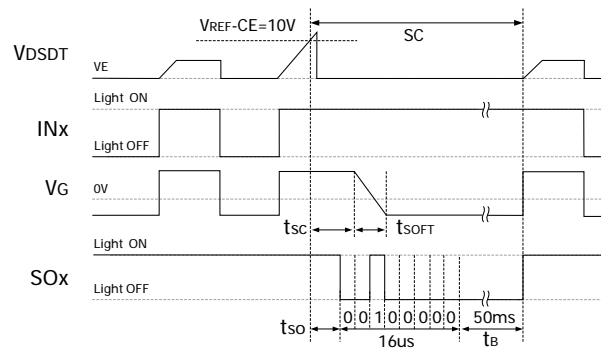 VREF-CE=10V
SC
VDSDT
VE
Light ON
INx
Light OFF
VG
0V
tsc
tSOFT
Light ON
SOx
Light OFF
0 0 1 0 0 0 0 0
50ms
tso
16us
tB